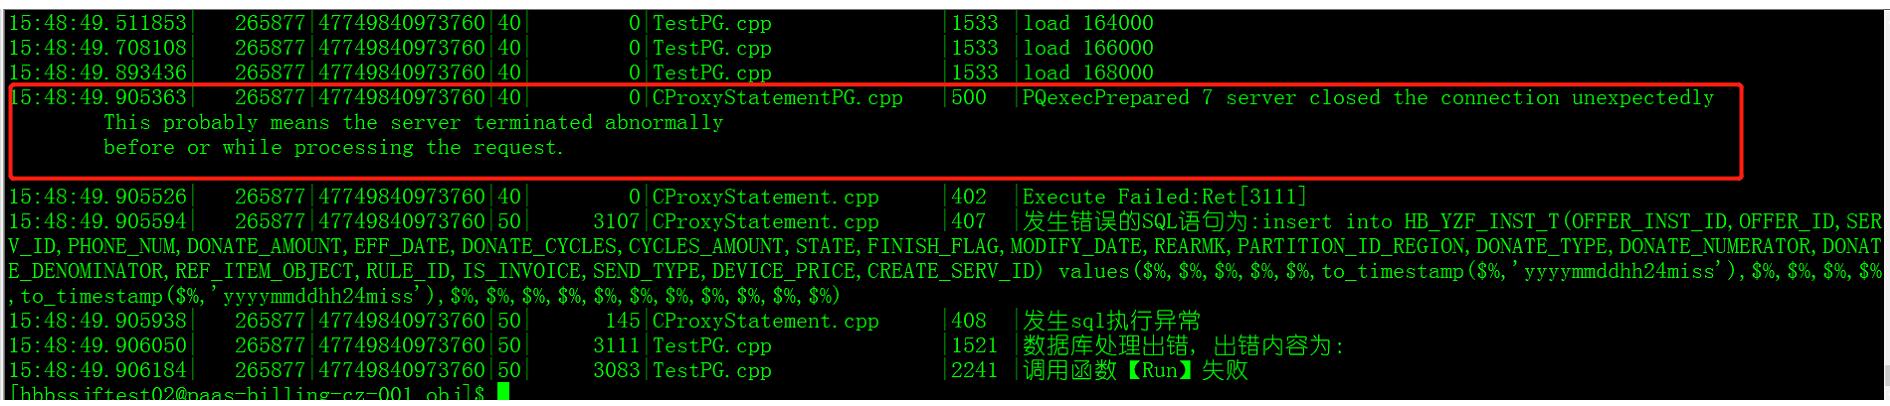 15:48:49.511853|   265877|47749840973760|40|        0|TestPG.cpp              |1533  |load 164000
15:48:49.708108|   265877|47749840973760|40|        0|TestPG.cpp              |1533  |load 166000
15:48:49.893436|   265877|47749840973760|40|        0|TestPG.cpp              |1533  |load 168000
15:48:49.905363|   265877|47749840973760|40|        0|CProxyStatementPG.cpp   |500   |PQexecPrepared 7 server closed the connection unexpectedly
        This probably means the server terminated abnormally
        before or while processing the request.
15:48:49.905526|   265877|47749840973760|40|        0|CProxyStatement.cpp     |402   |Execute Failed:Ret[3111]
15:48:49.905594|   265877|47749840973760|50|     3107|CProxyStatement.cpp     |407   |发生错误的SQL语句为:insert into HB_YZF_INST_T(OFFER_INST_ID,OFFER_ID,SER
V_ID,PHONE_NUM,DONATE_AMOUNT,EFF_DATE,DONATE_CYCLES,CYCLES_AMOUNT,STATE,FINISH_FLAG,MODIFY_DATE,REARMK,PARTITION_ID_REGION,DONATE_TYPE,DONATE_NUMERATOR,DONAT
E_DENOMINATOR,REF_ITEM_OBJECT,RULE_ID,IS_INVOICE,SEND_TYPE,DEVICE_PRICE,CREATE_SERV_ID) values($%,$%,$%,$%,$%,to_timestamp($%,'yyyymmddhh24miss'),$%,$%,$%,$%
,to_timestamp($%,'yyyymmddhh24miss'),$%,$%,$%,$%,$%,$%,$%,$%,$%,$%,$%)
15:48:49.905938|   265877|47749840973760|50|      145|CProxyStatement.cpp     |408   |发生sql执行异常
15:48:49.906050|   265877|47749840973760|50|     3111|TestPG.cpp              |1521  |数据库处理出错, 出错内容为:
15:48:49.906184|   265877|47749840973760|50|     3083|TestPG.cpp              |2241  |调用函数【Run】失败
[hbbssjftest02@paas-billing-cz-001 obj]$